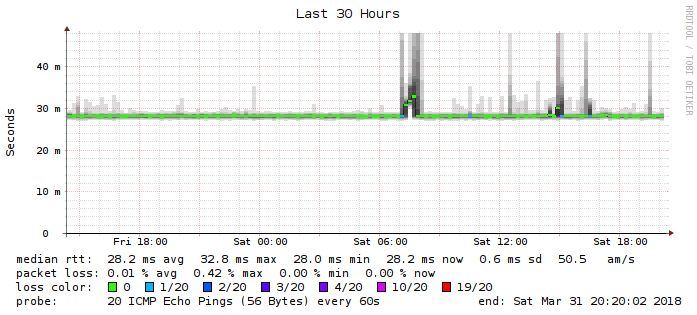 Last 30 Hours
RRDTOOL / TOBI OETIKER
Seconds
40 m
30 m
20 m
10 m
0
Fri 18:00 Sat 00:00 Sat 06:00 Sat 12:00 Sat 18:00
median rtt: 28.2 ms avg 32.8 ms max 28.0 ms min 28.2 ms now 0.6 ms sd 50.5 am/s
packet loss: 0.01 % avg 0.42 % max 0.00 % min 0.00 % now
loss color: 0 1/20 2/20 3/20 4/20 10/20 19/20
probe: 20 ICMP Echo Pings (56 Bytes) every 60s end: Sat Mar 31 20:20:02 2018